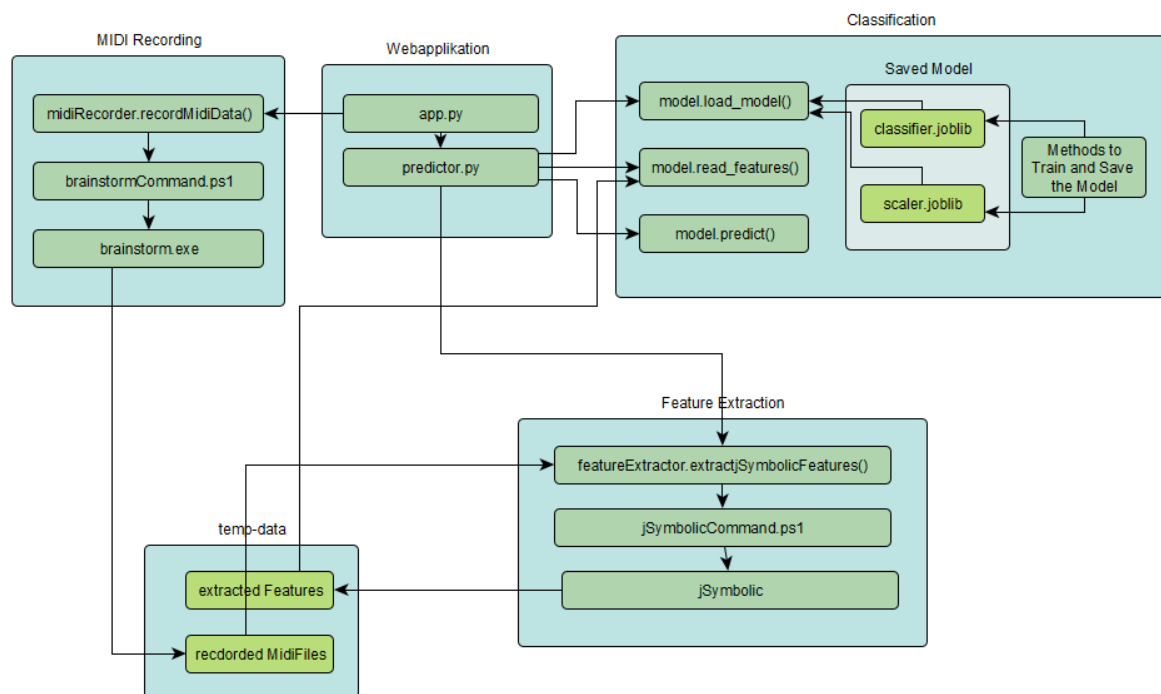 MIDI Recording
midiRecorder.recordMidiData()
brainstormCommand.ps1
brainstorm.exe
Webapplikation
app.py
predictor.py
Classification
model.load_model()
model.read_features()
model.predict()
Saved Model
classifier.joblib
scaler.joblib
Methods to
Train and Save
the Model
Feature Extraction
featureExtractor.extractjSymbolicFeatures()
jSymbolicCommand.ps1
jSymbolic
temp-data
extracted Features
recdorded MidiFiles